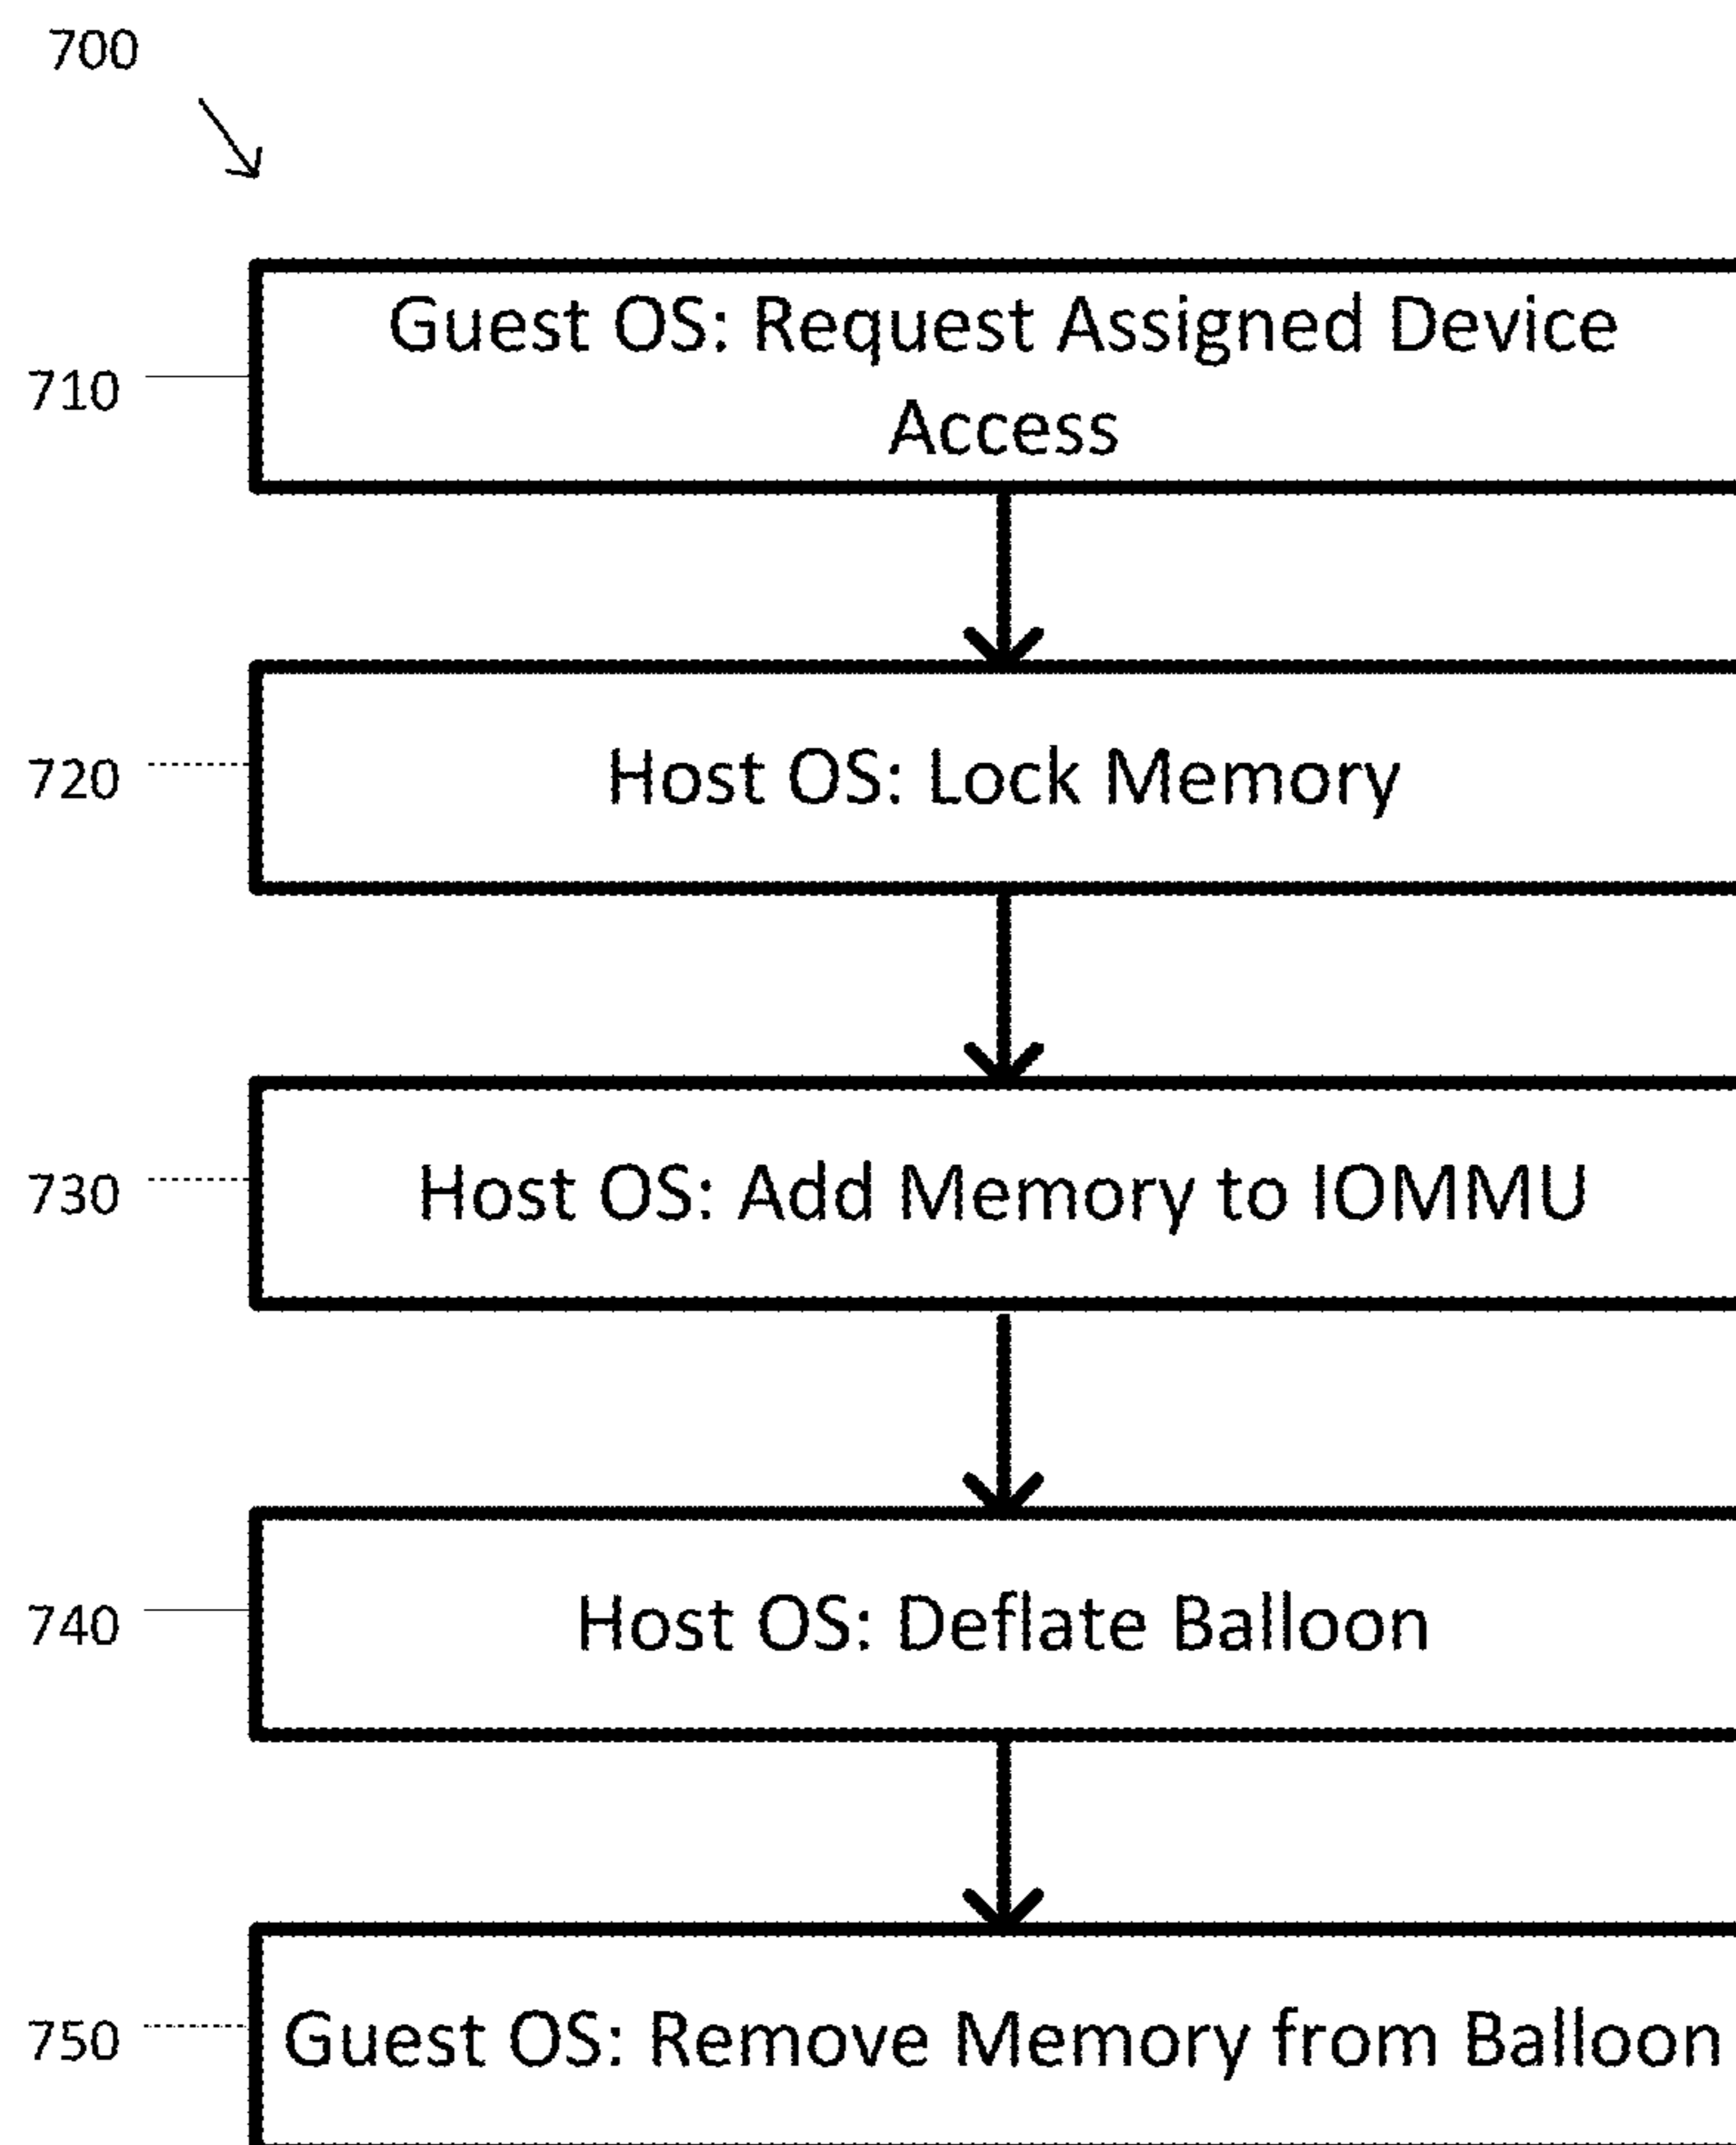 700
710
Guest OS: Request Assigned Device
Access
720
Host OS: Lock Memory
730
Host OS: Add Memory to IOMMU
740
Host OS: Deflate Balloon
750
Guest OS: Remove Memory from Balloon